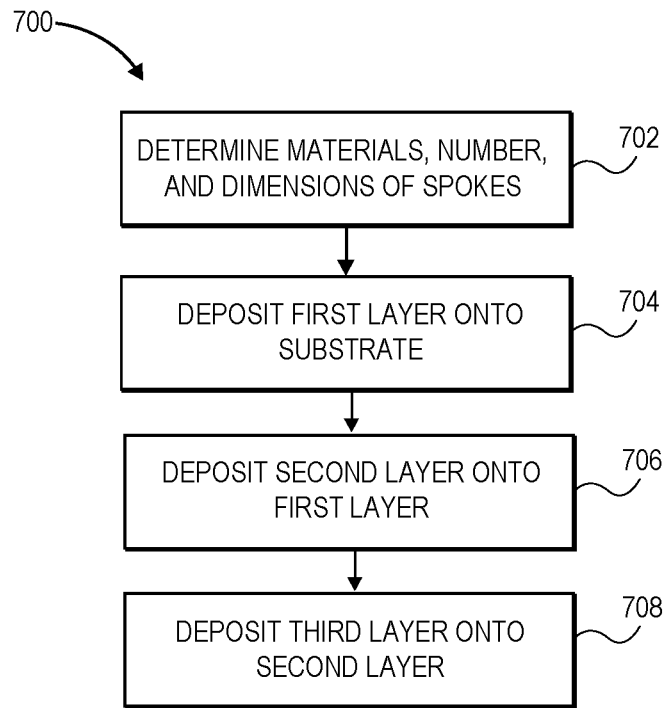 700
DETERMINE MATERIALS, NUMBER,
AND DIMENSIONS OF SPOKES
702
DEPOSIT FIRST LAYER ONTO
SUBSTRATE
704
DEPOSIT SECOND LAYER ONTO
FIRST LAYER
706
DEPOSIT THIRD LAYER ONTO
SECOND LAYER
708